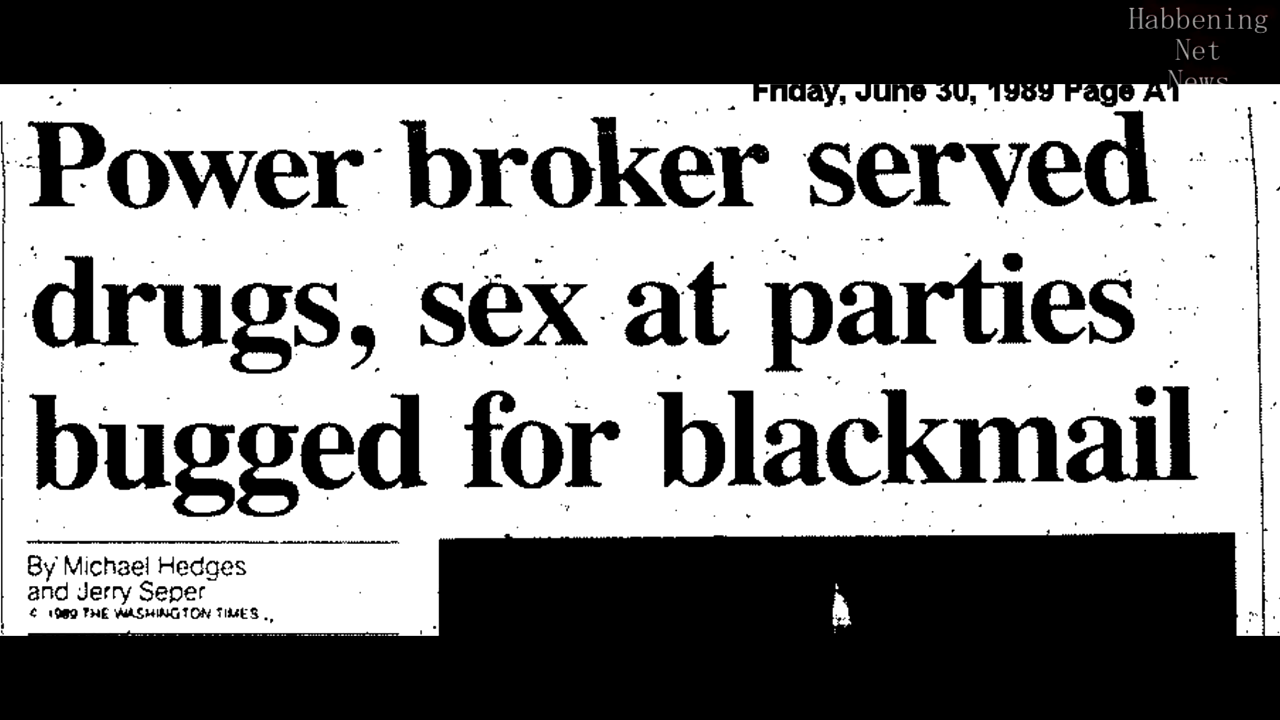 Habbening
Net
News
Friday, June 30, 1989 Page A1
Power broker served
drugs, sex at parties
bugged for blackmail
By Michael Hedges
and Jerry Seper
© 1989 THE WASHINGTON TIMES